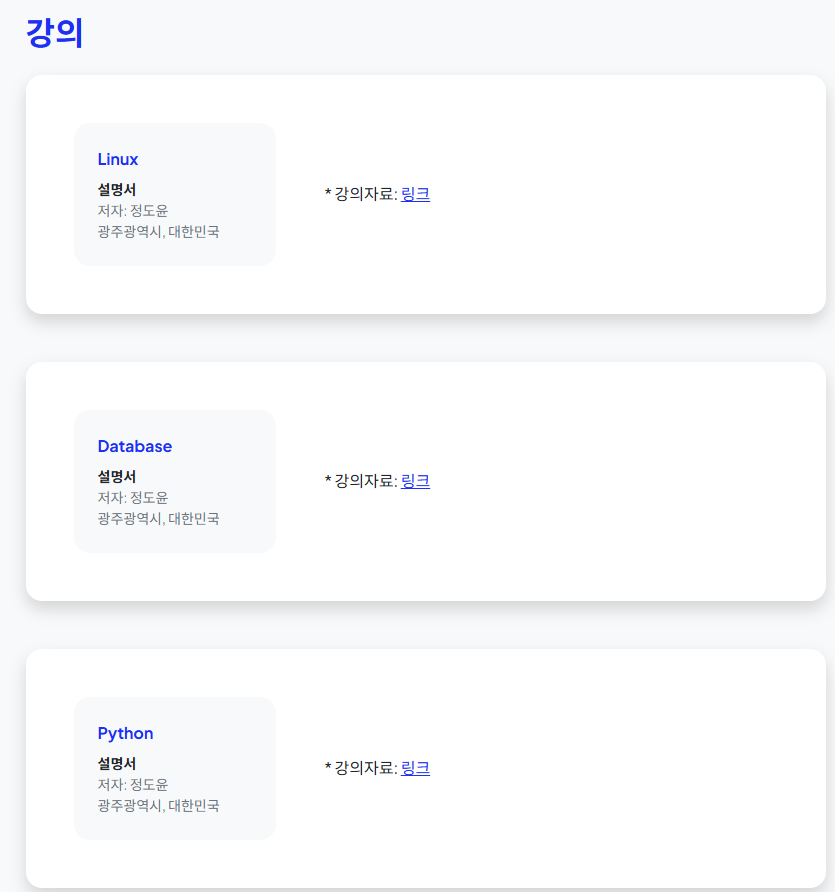 강의
Linux
설명서
저자: 정도윤
광주광역시, 대한민국
* 강의자료: 링크
Database
설명서
저자: 정도윤
광주광역시, 대한민국
* 강의자료: 링크
Python
설명서
저자: 정도윤
광주광역시, 대한민국
* 강의자료: 링크